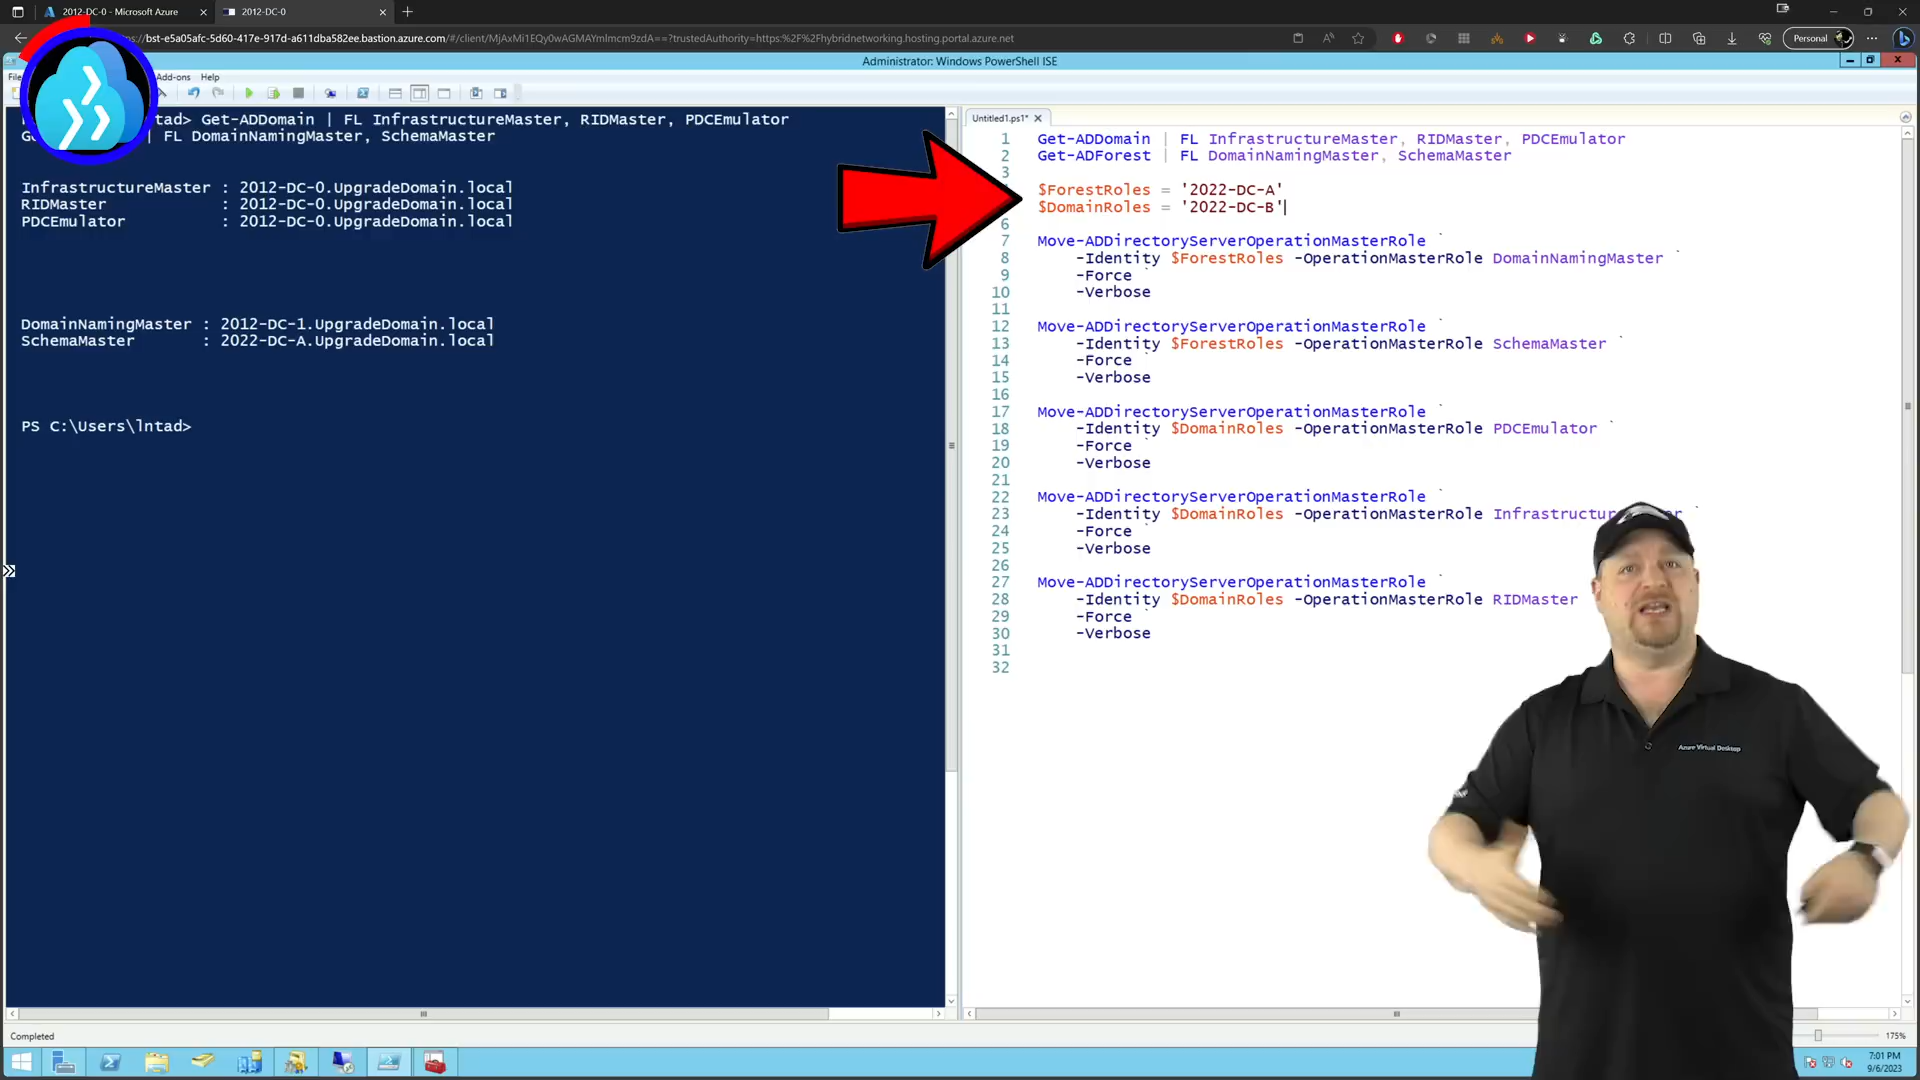 2012-DC-0 - Microsoft Azure
2012-DC-0
bst-e5a05afc-5d60-417e-917d-a611dba582ee.bastion.azure.com/#/client/MjAxMi1EQy0wAGMAYmlmcm9zdA==?trustedAuthority=https:%2F%2Fhybridnetworking.hosting.portal.azure.net
Personal
Administrator: Windows PowerShell ISE
Add-ons Help
> Get-ADDomain | FL InfrastructureMaster, RIDMaster, PDCEmulator
| FL DomainNamingMaster, SchemaMaster
InfrastructureMaster : 2012-DC-0.UpgradeDomain.local
RIDMaster : 2012-DC-0.UpgradeDomain.local
PDCEmulator : 2012-DC-0.UpgradeDomain.local
DomainNamingMaster : 2012-DC-1.UpgradeDomain.local
SchemaMaster : 2022-DC-A.UpgradeDomain.local
PS C:\Users\lntad>
Untitled1.ps1*
1 Get-ADDomain | FL InfrastructureMaster, RIDMaster, PDCEmulator
2 Get-ADForest | FL DomainNamingMaster, SchemaMaster
3
$ForestRoles = '2022-DC-A'
$DomainRoles = '2022-DC-B'
6
7 Move-ADDirectoryServerOperationMasterRole `
8 -Identity $ForestRoles -OperationMasterRole DomainNamingMaster `
9 -Force `
10 -Verbose
11
12 Move-ADDirectoryServerOperationMasterRole `
13 -Identity $ForestRoles -OperationMasterRole SchemaMaster `
14 -Force `
15 -Verbose
16
17 Move-ADDirectoryServerOperationMasterRole `
18 -Identity $DomainRoles -OperationMasterRole PDCEmulator `
19 -Force `
20 -Verbose
21
22 Move-ADDirectoryServerOperationMasterRole `
23 -Identity $DomainRoles -OperationMasterRole Infrastructure
24 -Force `
25 -Verbose
26
27 Move-ADDirectoryServerOperationMasterRole `
28 -Identity $DomainRoles -OperationMasterRole RIDMaster
29 -Force `
30 -Verbose
31
32
Azure Virtual Desktop
Completed
175%
7:01 PM
9/6/2023